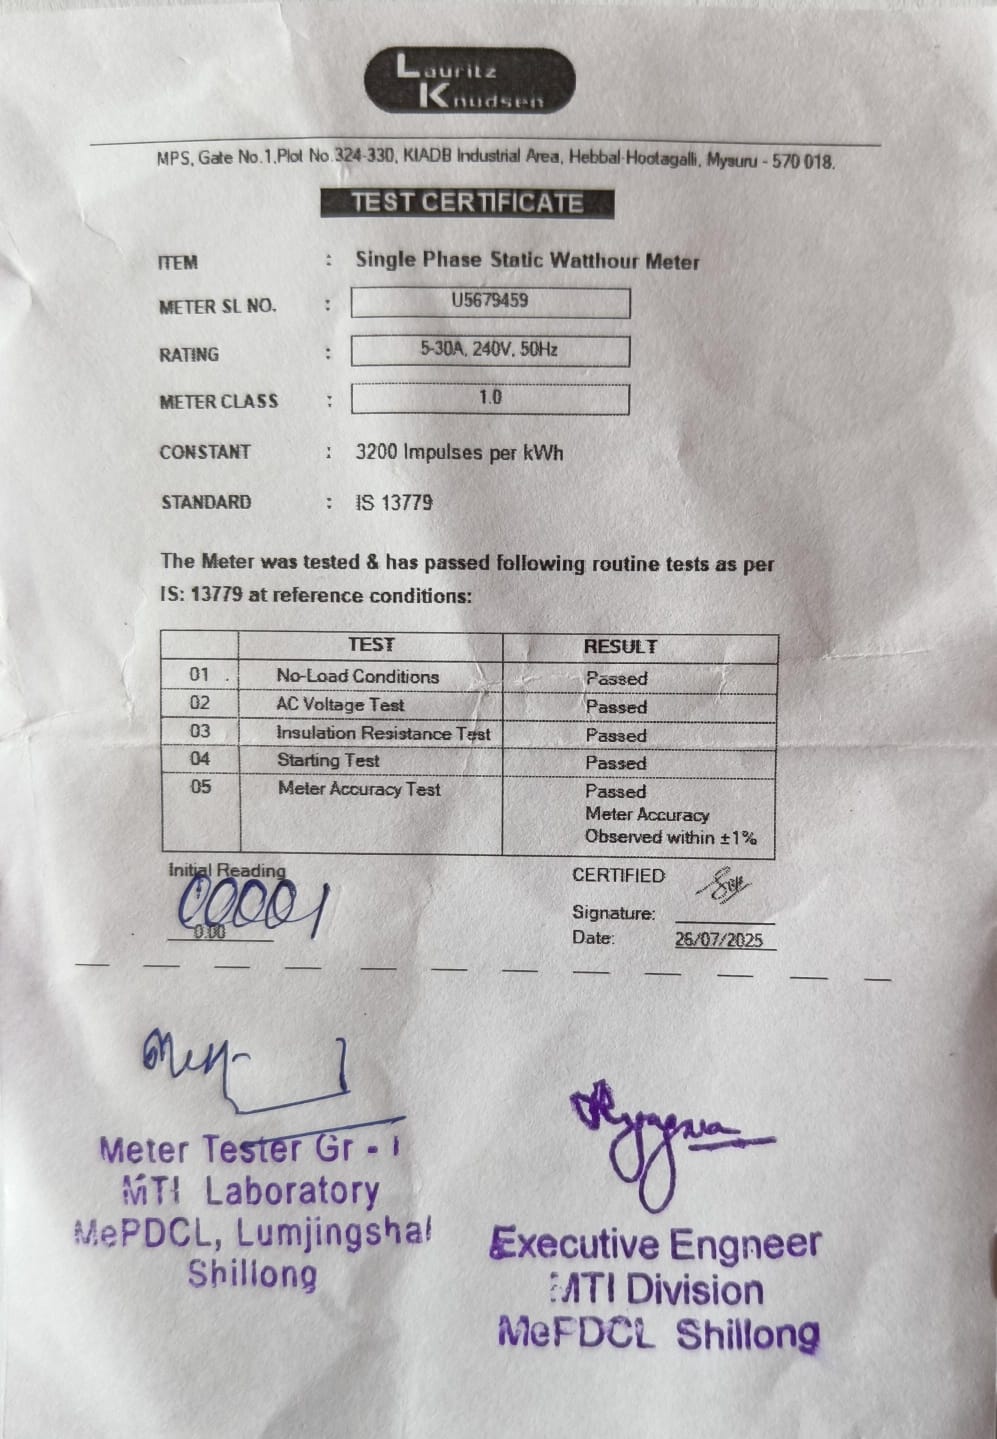 Lauritz
Knudsen
MPS, Gate No.1,Plot No.324-330, KIADB Industrial Area, Hebbal-Hootagalli, Mysuru - 570 018.
TEST CERTIFICATE
ITEM : Single Phase Static Watthour Meter
METER SL NO. : U5679459
RATING : 5-30A, 240V, 50Hz
METER CLASS : 1.0
CONSTANT : 3200 Impulses per kWh
STANDARD : IS 13779
The Meter was tested & has passed following routine tests as per
IS: 13779 at reference conditions:
TEST RESULT
01 No-Load Conditions Passed
02 AC Voltage Test Passed
03 Insulation Resistance Test Passed
04 Starting Test Passed
05 Meter Accuracy Test Passed
Meter Accuracy
Observed within ±1%
Initial Reading
00001
0.00
CERTIFIED
Signature:
Date: 26/07/2025
Meter Tester Gr - I
MTI Laboratory
MePDCL, Lumjingshai
Shillong
Executive Engneer
MTI Division
MePDCL Shillong